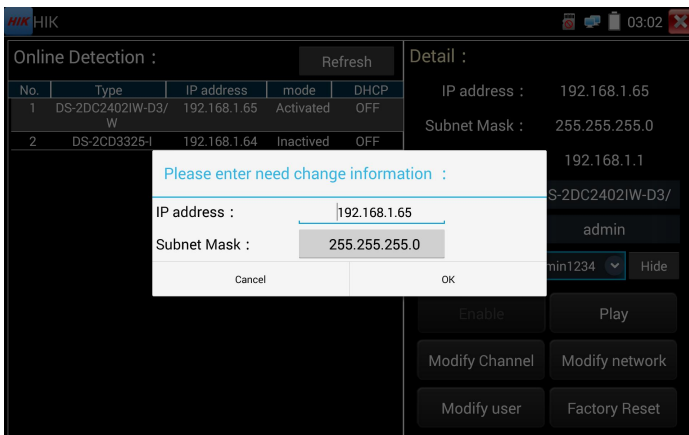 HIK HIK 03:02
Online Detection： Refresh
No. Type IP address mode DHCP
1 DS-2DC2402IW-D3/W 192.168.1.65 Activated OFF
2 DS-2CD3325-I 192.168.1.64 Inactived OFF
Detail：
IP address： 192.168.1.65
Subnet Mask： 255.255.255.0
192.168.1.1
S-2DC2402IW-D3/
admin
min1234 Hide
Enable Play
Modify Channel Modify network
Modify user Factory Reset
Please enter need change information ：
IP address： 192.168.1.65
Subnet Mask： 255.255.255.0
Cancel OK